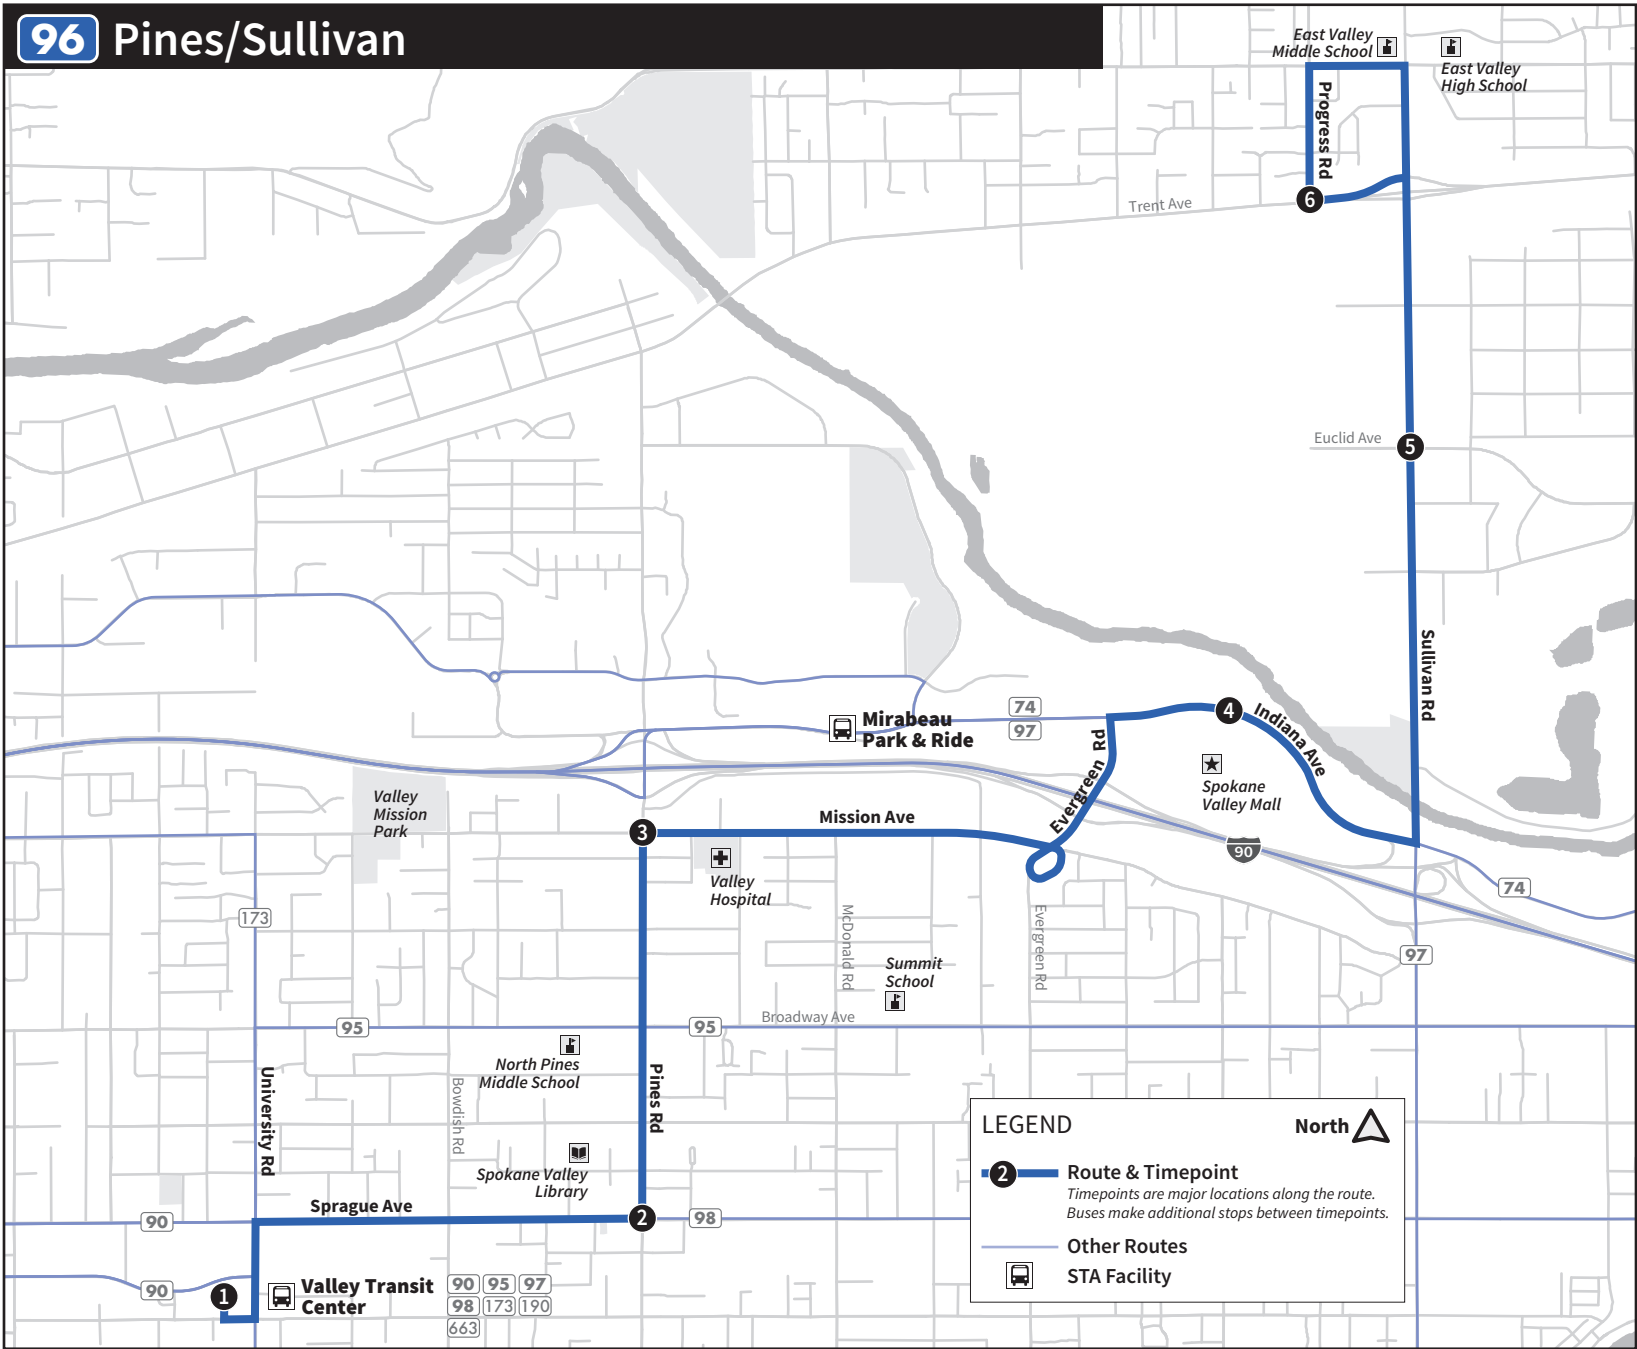 96 Pines/Sullivan
East Valley
Middle School
East Valley
High School
Progress Rd
6
Trent Ave
Euclid Ave
5
Sullivan Rd
Mirabeau
Park & Ride
74
97
4
Indiana Ave
Evergreen Rd
Spokane
Valley Mall
90
Valley
Mission
Park
3
Mission Ave
Valley
Hospital
74
173
McDonald Rd
Evergreen Rd
97
Summit
School
95
95
Broadway Ave
North Pines
Middle School
University Rd
Bowdish Rd
Pines Rd
Spokane Valley
Library
Sprague Ave
90
2
98
90
1
Valley Transit
Center
90 95 97
98 173 190
663
LEGEND
North
2
Route & Timepoint
Timepoints are major locations along the route.
Buses make additional stops between timepoints.
Other Routes
STA Facility